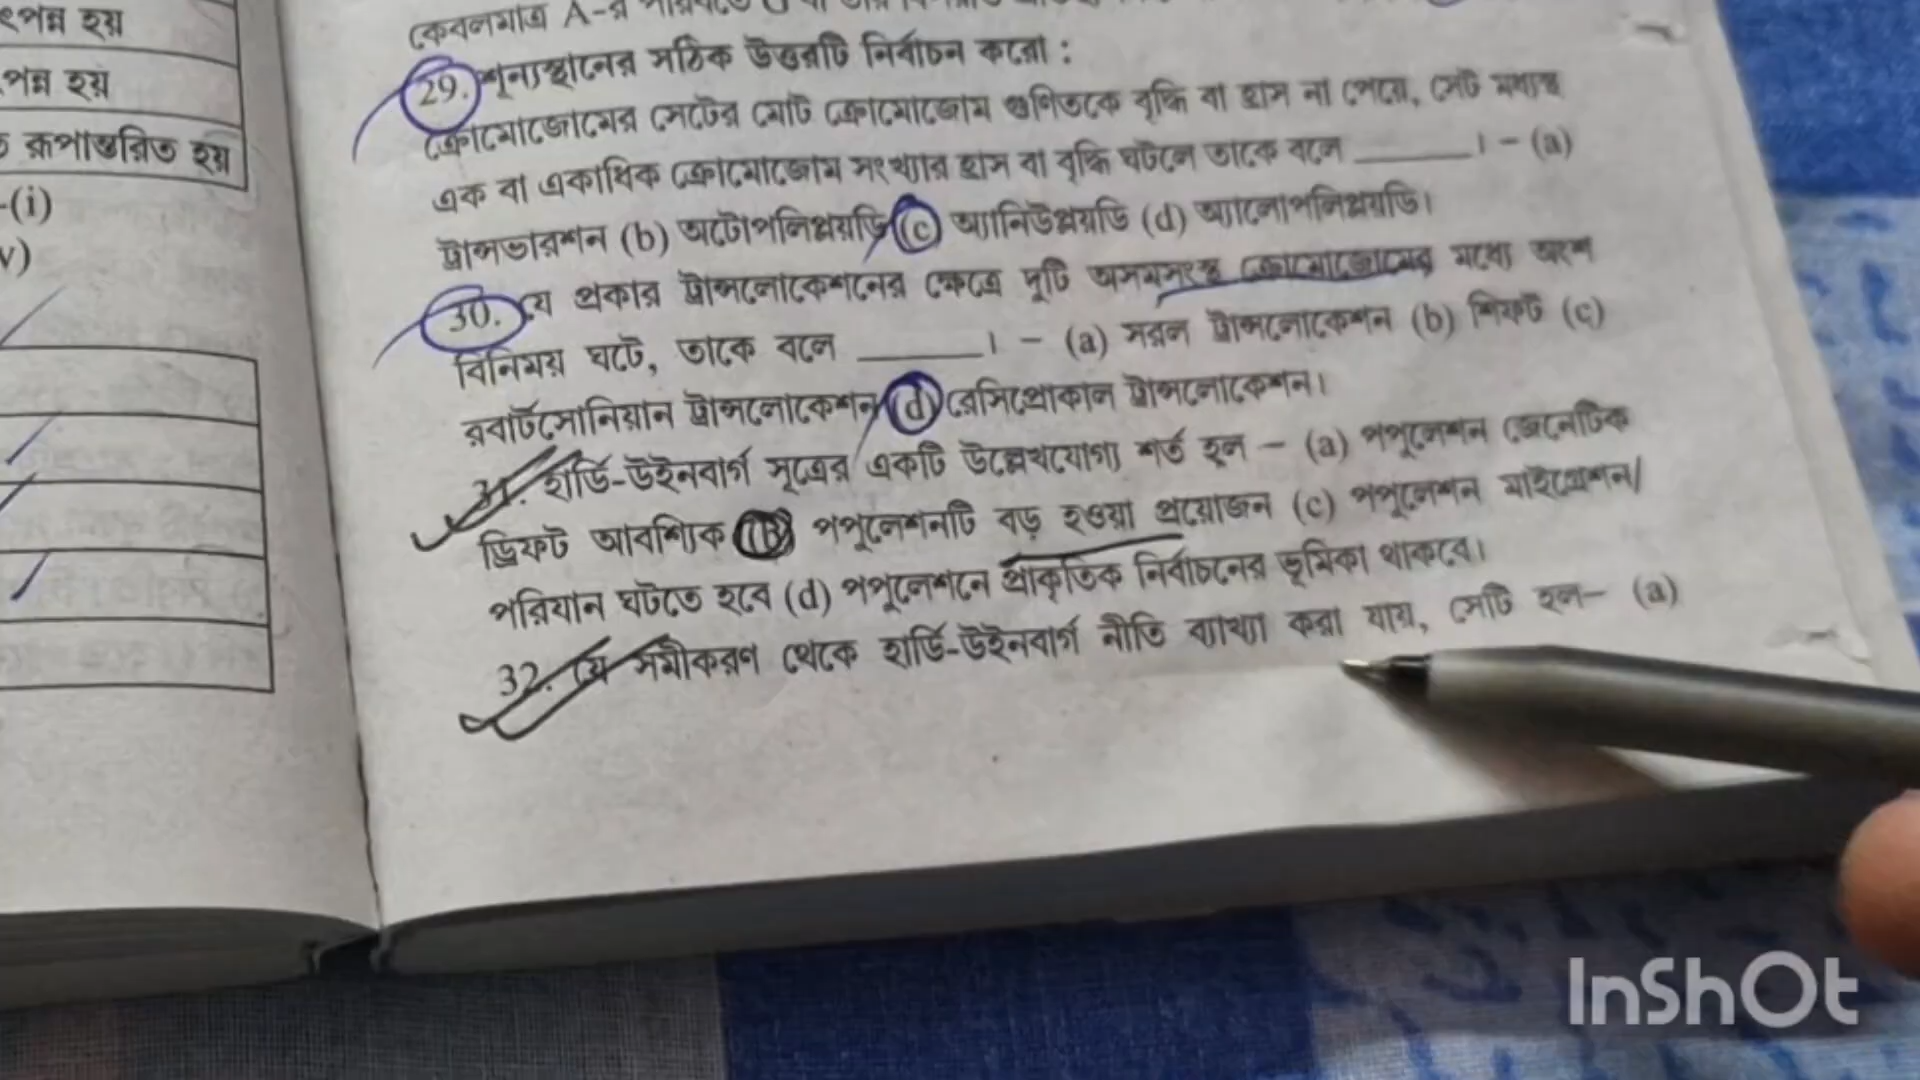 ৎপন্ন হয়
পন্ন হয়
রূপান্তরিত হয়
-(i)
v)
কেবলমাত্র A-র
29. শূন্যস্থানের সঠিক উত্তরটি নির্বাচন করো :
ক্রোমোজোমের সেটের মোট ক্রোমোজোম গুণিতকে বৃদ্ধি বা হ্রাস না পেয়ে, সেট মধ্যস্থ
এক বা একাধিক ক্রোমোজোম সংখ্যার হ্রাস বা বৃদ্ধি ঘটলে তাকে বলে ______। – (a)
ট্রান্সভারশন (b) অটোপলিপ্লয়ডি (c) অ্যানিউপ্লয়ডি (d) অ্যালোপলিপ্লয়ডি।
30. যে প্রকার ট্রান্সলোকেশনের ক্ষেত্রে দুটি অসমসংস্থ ক্রোমোজোমের মধ্যে অংশ
বিনিময় ঘটে, তাকে বলে ______। – (a) সরল ট্রান্সলোকেশন (b) শিফট (c)
রবার্টসোনিয়ান ট্রান্সলোকেশন (d) রেসিপ্রোকাল ট্রান্সলোকেশন।
31. হার্ডি-উইনবার্গ সূত্রের একটি উল্লেখযোগ্য শর্ত হল – (a) পপুলেশন জেনেটিক
ড্রিফট আবশ্যিক (b) পপুলেশনটি বড় হওয়া প্রয়োজন (c) পপুলেশন মাইগ্রেশন/
পরিযান ঘটতে হবে (d) পপুলেশনে প্রাকৃতিক নির্বাচনের ভূমিকা থাকবে।
32. যে সমীকরণ থেকে হার্ডি-উইনবার্গ নীতি ব্যাখ্যা করা যায়, সেটি হল– (a)
InShOt